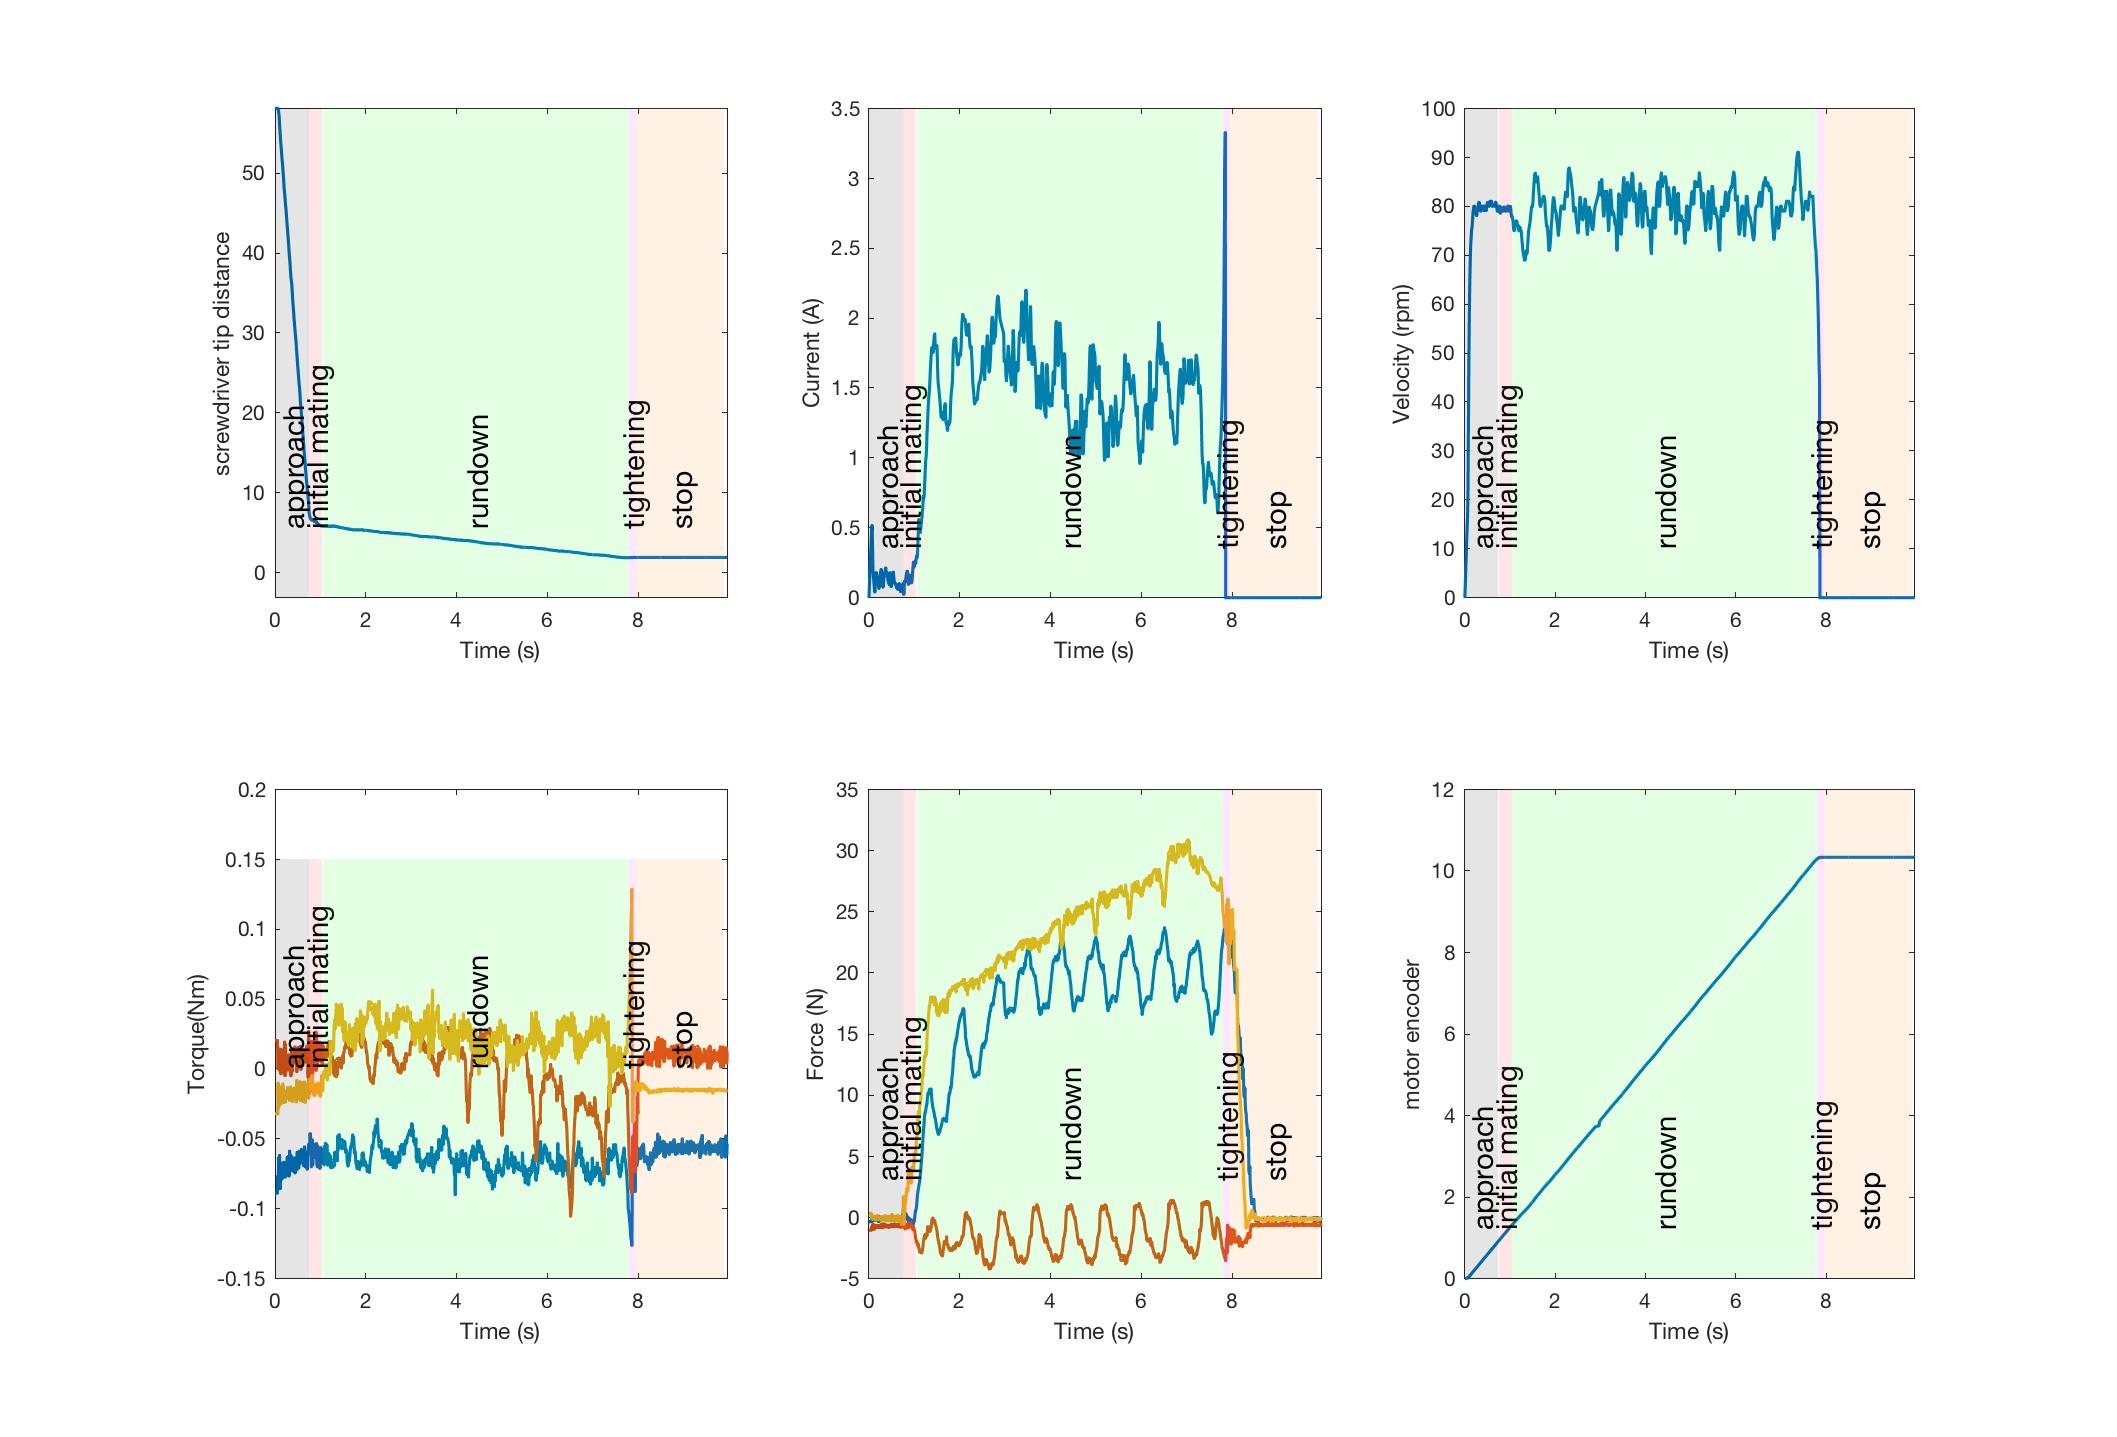 50
40
30
20
10
0
screwdriver tip distance
approach
initial mating
rundown
tightening
stop
0 2 4 6 8
Time (s)
3.5
3
2.5
2
1.5
1
0.5
0
Current (A)
approach
initial mating
rundown
tightening
stop
0 2 4 6 8
Time (s)
100
90
80
70
60
50
40
30
20
10
0
Velocity (rpm)
approach
initial mating
rundown
tightening
stop
0 2 4 6 8
Time (s)
0.2
0.15
0.1
0.05
0
-0.05
-0.1
-0.15
Torque(Nm)
approach
initial mating
rundown
tightening
stop
0 2 4 6 8
Time (s)
35
30
25
20
15
10
5
0
-5
Force (N)
approach
initial mating
rundown
tightening
stop
0 2 4 6 8
Time (s)
12
10
8
6
4
2
0
motor encoder
approach
initial mating
rundown
tightening
stop
0 2 4 6 8
Time (s)